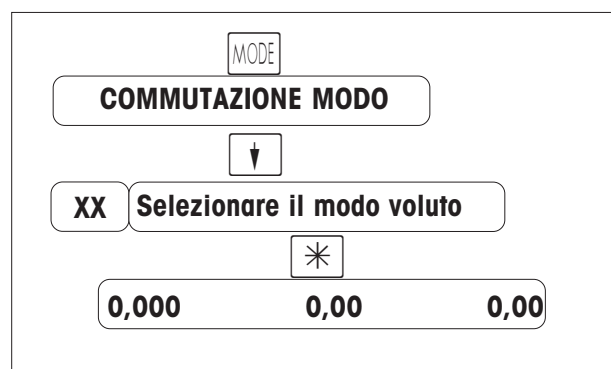 MODE
COMMUTAZIONE MODO
XX Selezionare il modo voluto
0,000 0,00 0,00